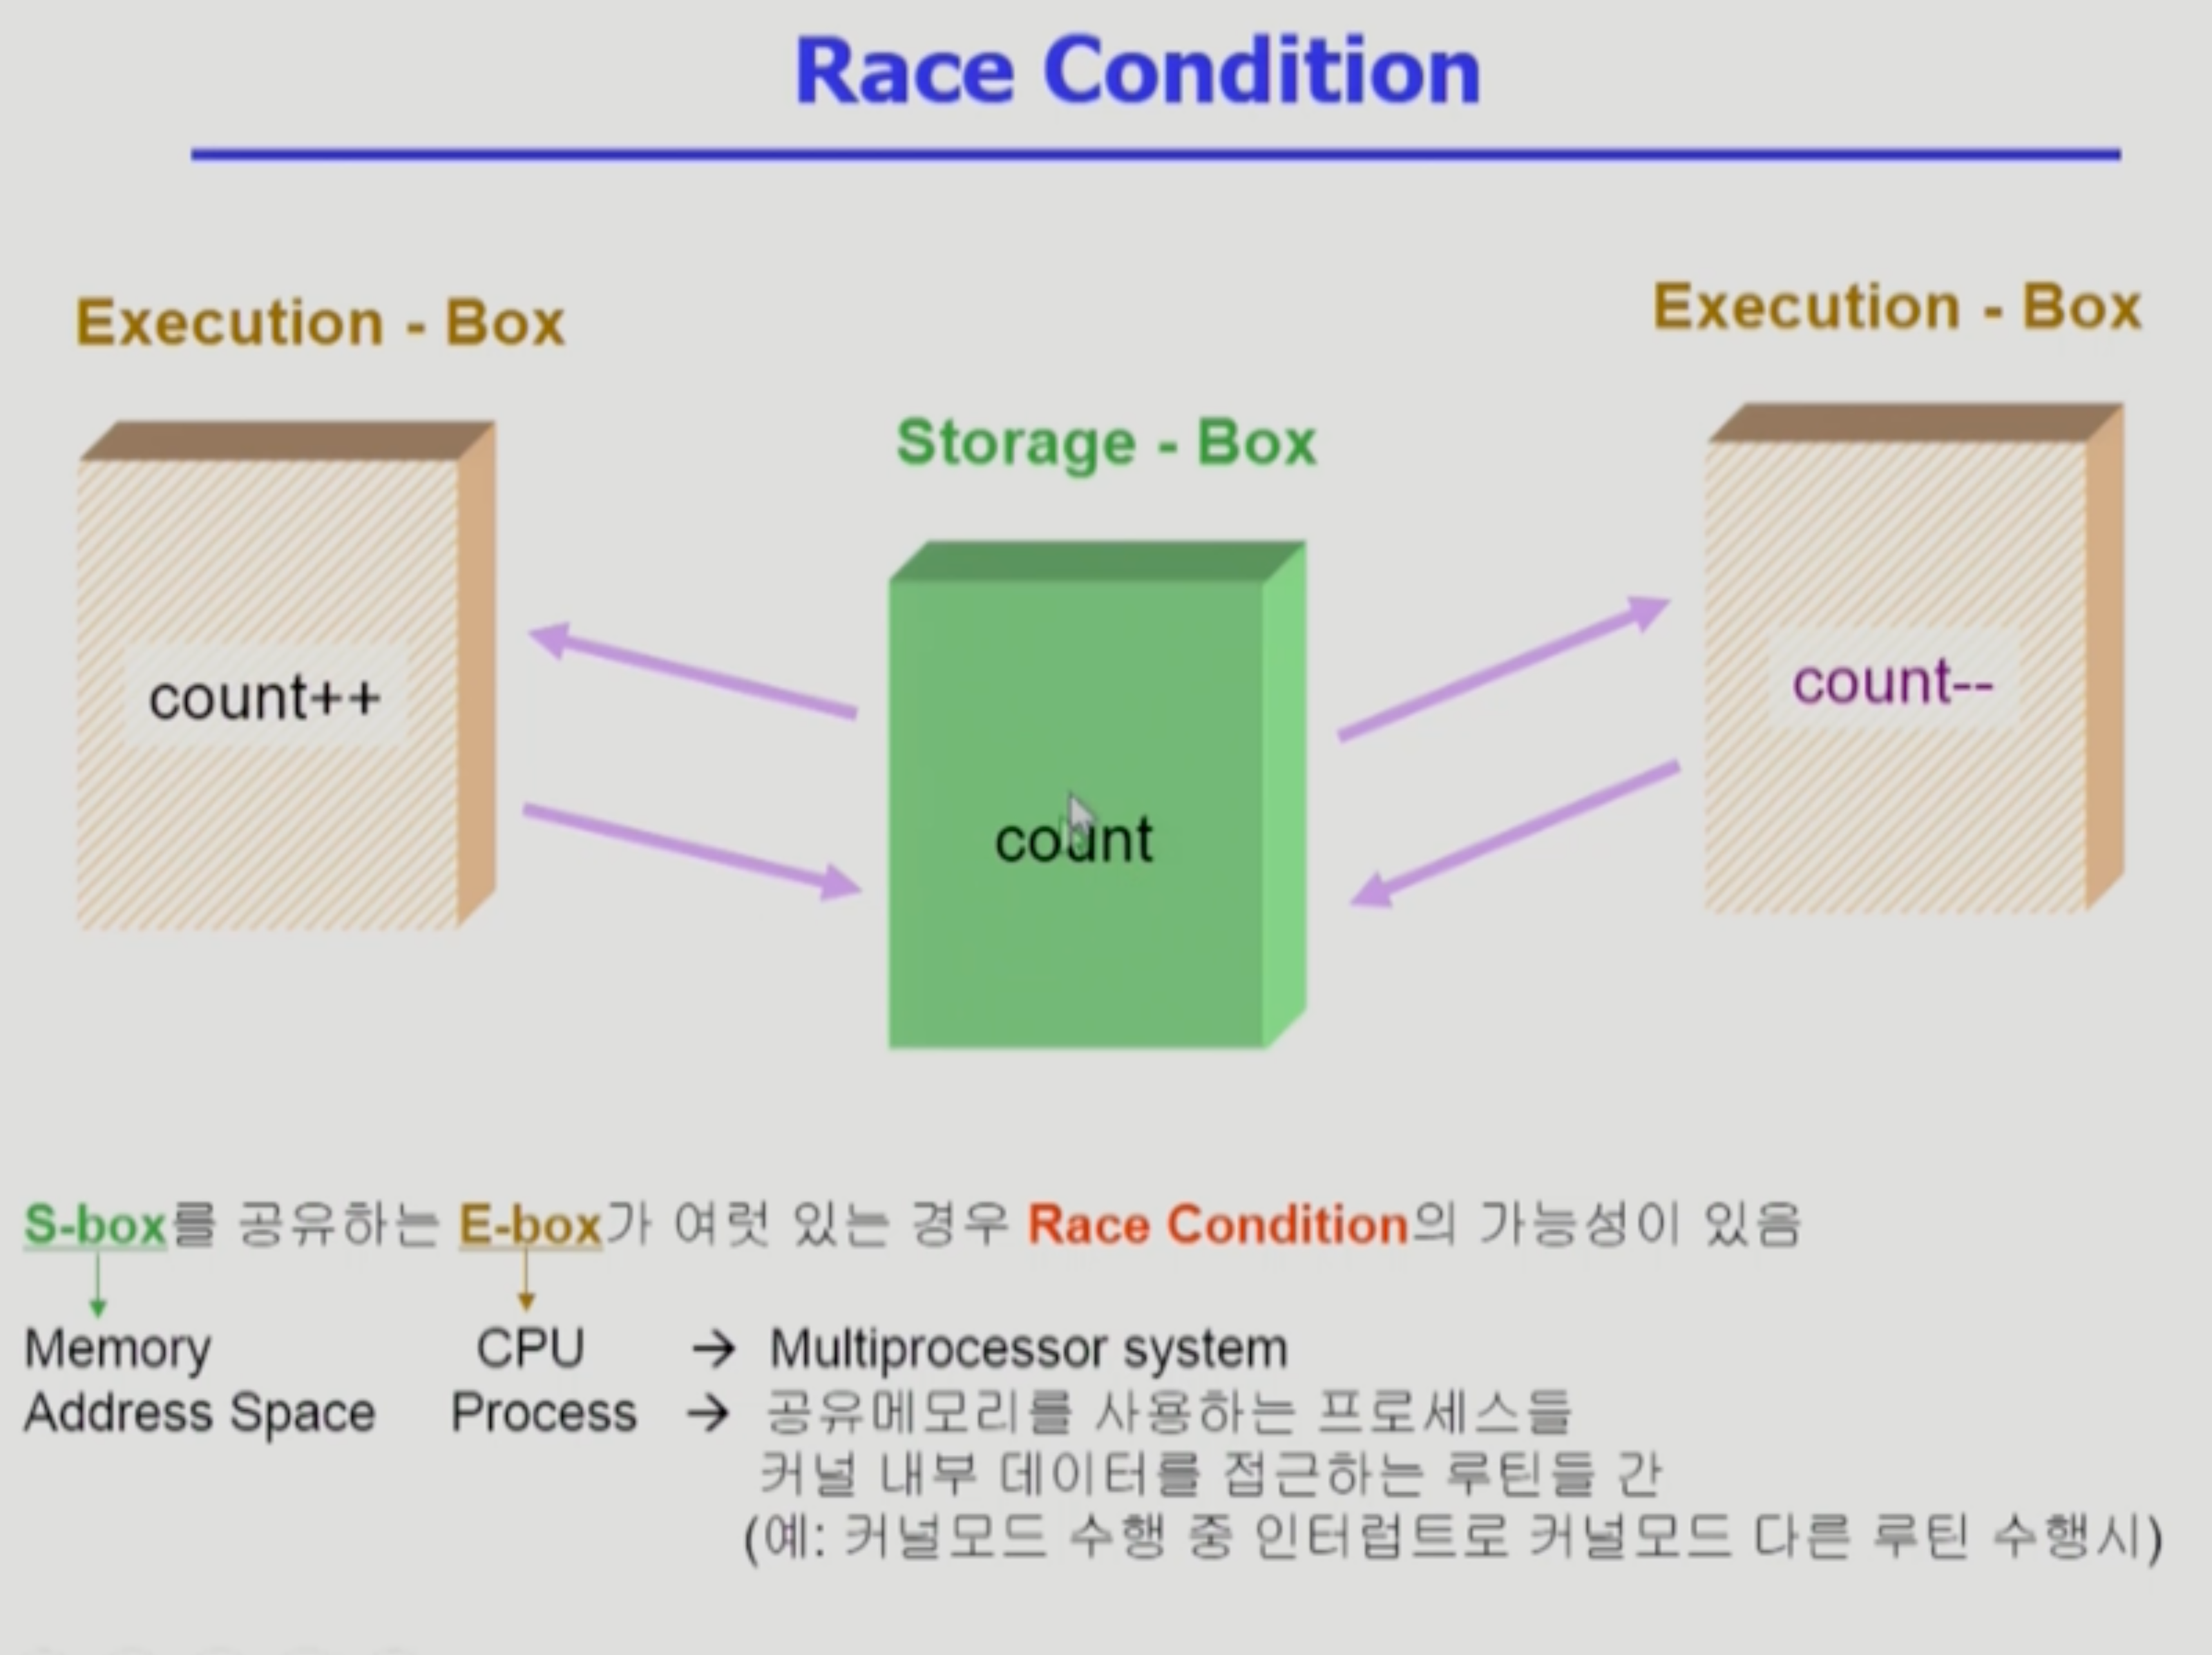 Race Condition
Execution - Box
Execution - Box
Storage - Box
count++
count--
count
S-box를 공유하는 E-box가 여럿 있는 경우 Race Condition의 가능성이 있음
Memory CPU → Multiprocessor system
Address Space Process → 공유메모리를 사용하는 프로세스들
커널 내부 데이터를 접근하는 루틴들 간
(예: 커널모드 수행 중 인터럽트로 커널모드 다른 루틴 수행시)